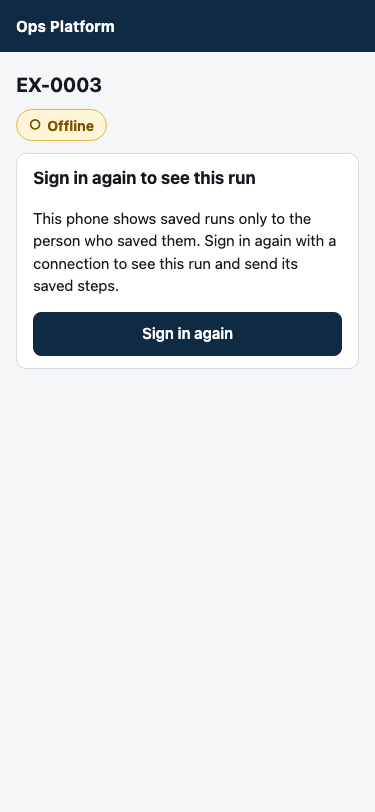 Ops Platform
EX-0003
Offline
Sign in again to see this run
This phone shows saved runs only to the
person who saved them. Sign in again with a
connection to see this run and send its
saved steps.
Sign in again